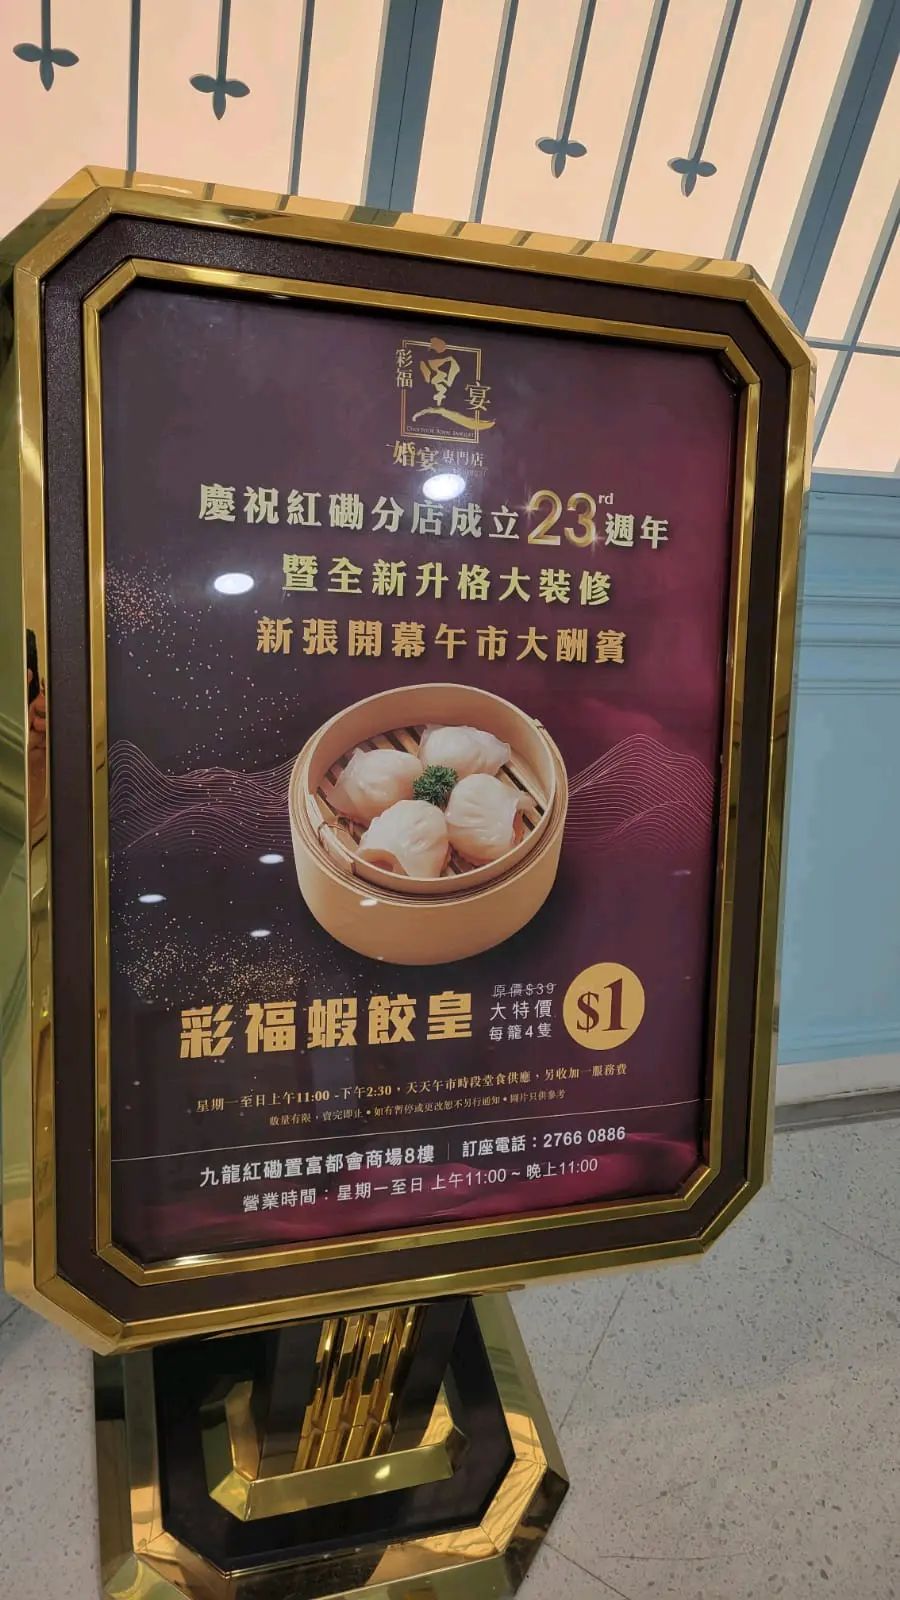 彩福
皇
宴
婚宴專門店
慶祝紅磡分店成立23rd週年
暨全新升格大裝修
新張開幕午市大酬賓
彩福蝦餃皇
原價$39
大特價
每籠4隻
$1
星期一至日上午11:00 -下午2:30，天天午市時段堂食供應，另收加一服務費
數量有限，賣完即止•如有暫停或更改恕不另行通知•圖片只供參考
九龍紅磡置富都會商場8樓｜訂座電話：2766 0886
營業時間：星期一至日 上午11:00 ~ 晚上11:00